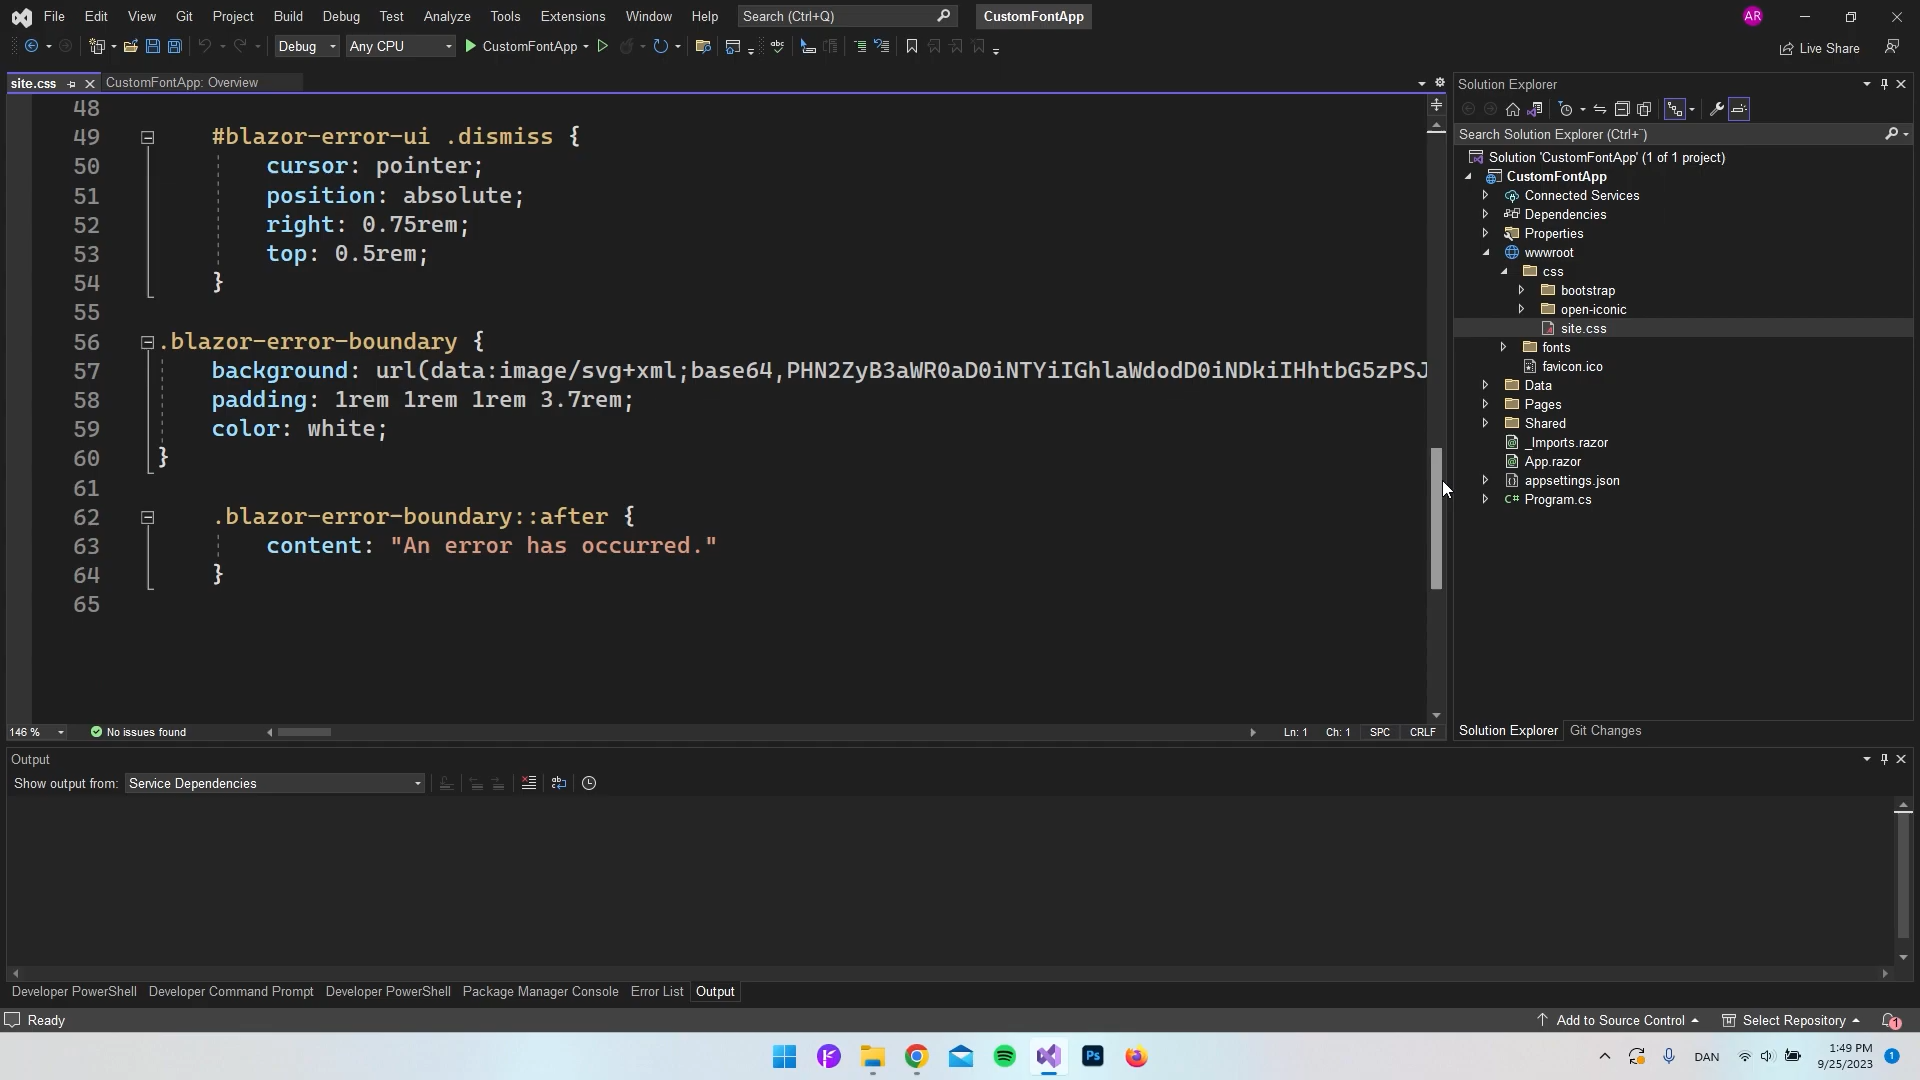 File Edit View Git Project Build Debug Test Analyze Tools Extensions Window Help Search (Ctrl+Q) CustomFontApp AR
Debug Any CPU CustomFontApp Live Share
site.css CustomFontApp: Overview
48
49 #blazor-error-ui .dismiss {
50 cursor: pointer;
51 position: absolute;
52 right: 0.75rem;
53 top: 0.5rem;
54 }
55
56 .blazor-error-boundary {
57 background: url(data:image/svg+xml;base64,PHN2ZyB3aWR0aD0iNTYiIGhlaWdodD0iNDkiIHhtbG5zPSJ
58 padding: 1rem 1rem 1rem 3.7rem;
59 color: white;
60 }
61
62 .blazor-error-boundary::after {
63 content: "An error has occurred."
64 }
65
146 % No issues found Ln: 1 Ch: 1 SPC CRLF
Solution Explorer
Search Solution Explorer (Ctrl+¨)
Solution 'CustomFontApp' (1 of 1 project)
CustomFontApp
Connected Services
Dependencies
Properties
wwwroot
css
bootstrap
open-iconic
site.css
fonts
favicon.ico
Data
Pages
Shared
_Imports.razor
App.razor
appsettings.json
C# Program.cs
Solution Explorer Git Changes
Output
Show output from: Service Dependencies
Developer PowerShell Developer Command Prompt Developer PowerShell Package Manager Console Error List Output
Ready Add to Source Control Select Repository 1
Ps DAN 1:49 PM 1
9/25/2023